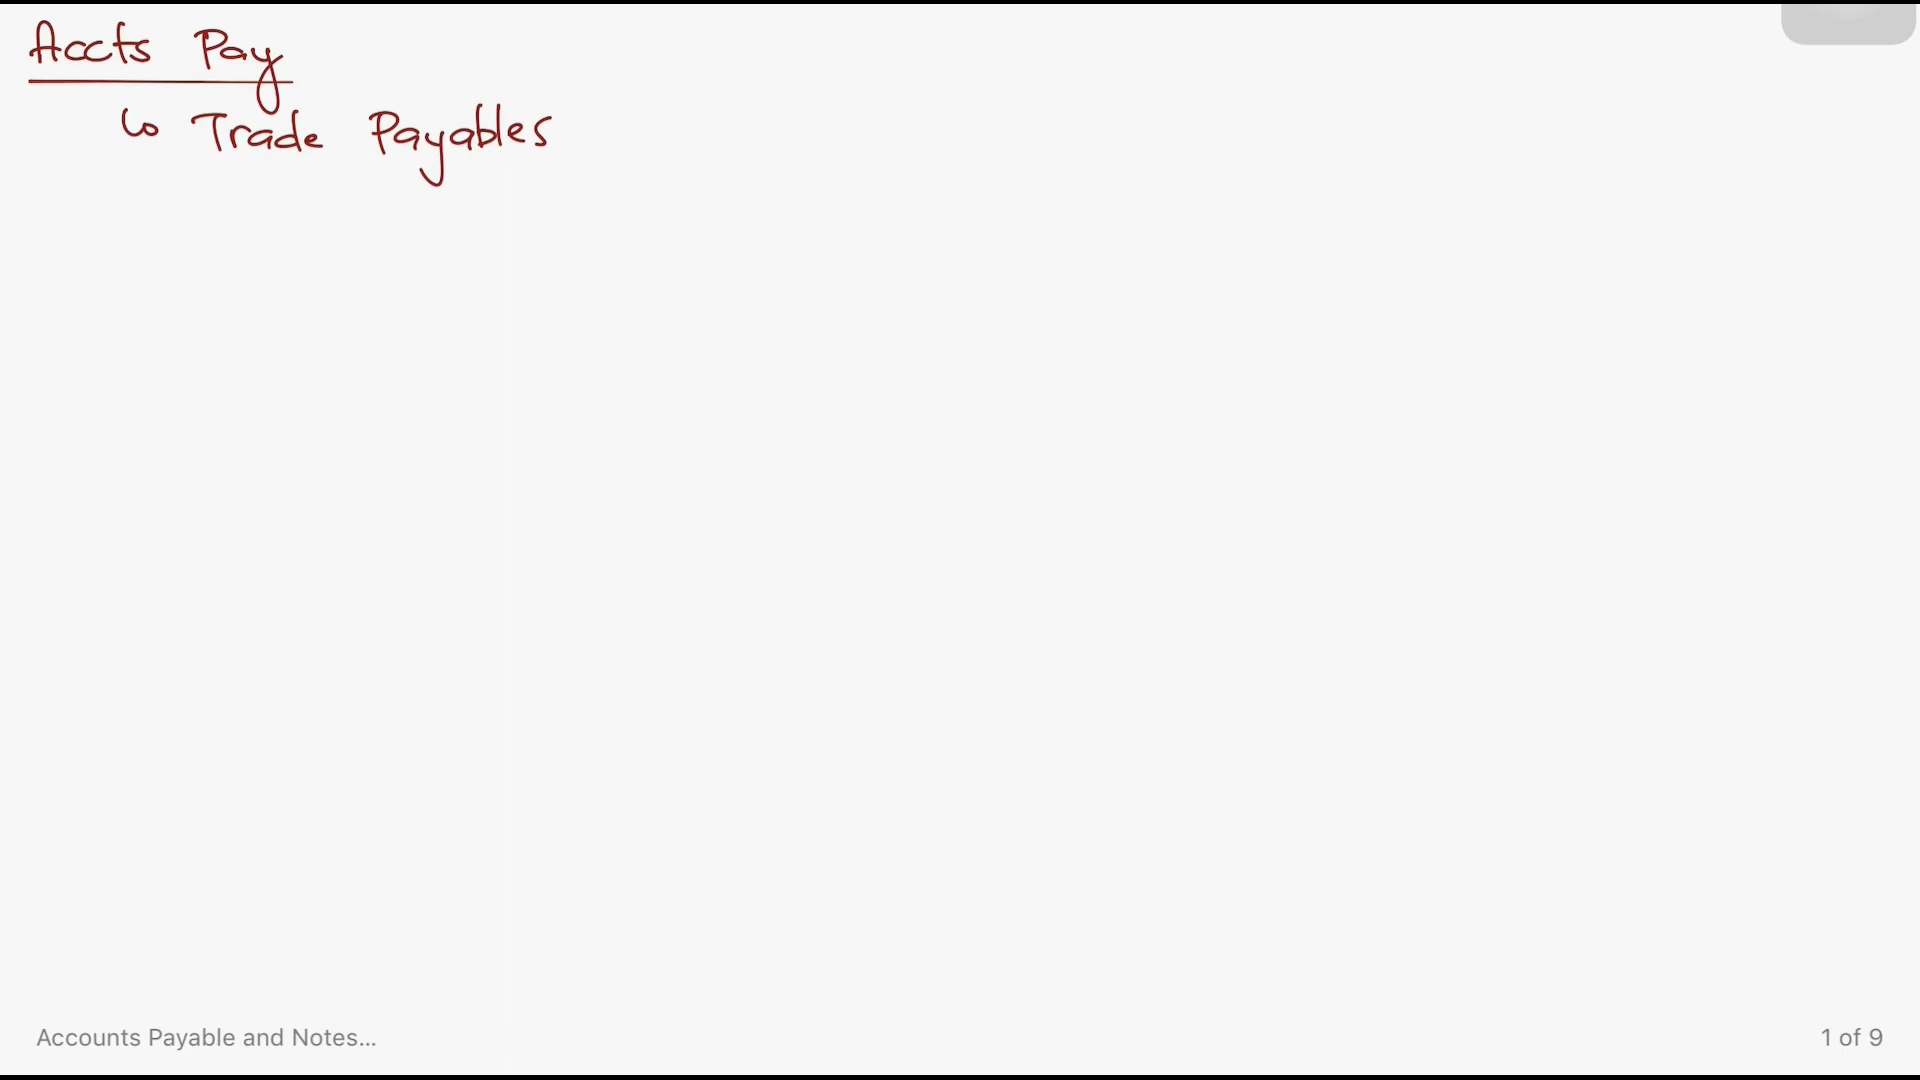 Accts Pay
↳ Trade Payables
Accounts Payable and Notes...
1 of 9